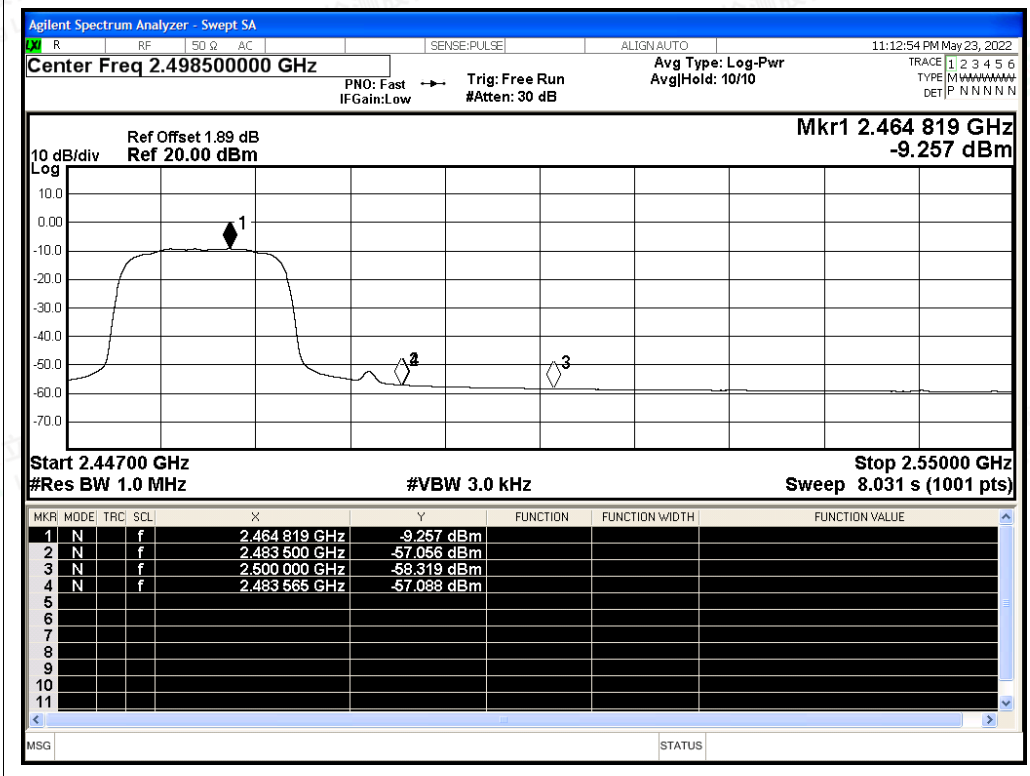 Agilent Spectrum Analyzer - Swept SA
LXI R RF 50 Ω AC SENSE:PULSE ALIGN AUTO 11:12:54 PM May 23, 2022
Center Freq 2.498500000 GHz
PNO: Fast
IFGain:Low
Trig: Free Run
#Atten: 30 dB
Avg Type: Log-Pwr
Avg|Hold: 10/10
TRACE 1 2 3 4 5 6
TYPE M WWWWW
DET P N N N N N
Mkr1 2.464 819 GHz
-9.257 dBm
Ref Offset 1.89 dB
10 dB/div Ref 20.00 dBm
Log
10.0
0.00
-10.0
-20.0
-30.0
-40.0
-50.0
-60.0
-70.0
1
2
4
3
Start 2.44700 GHz Stop 2.55000 GHz
#Res BW 1.0 MHz #VBW 3.0 kHz Sweep 8.031 s (1001 pts)
MKR MODE TRC SCL X Y FUNCTION FUNCTION WIDTH FUNCTION VALUE
1 N f 2.464 819 GHz -9.257 dBm
2 N f 2.483 500 GHz -57.056 dBm
3 N f 2.500 000 GHz -58.319 dBm
4 N f 2.483 565 GHz -57.088 dBm
5
6
7
8
9
10
11
MSG STATUS